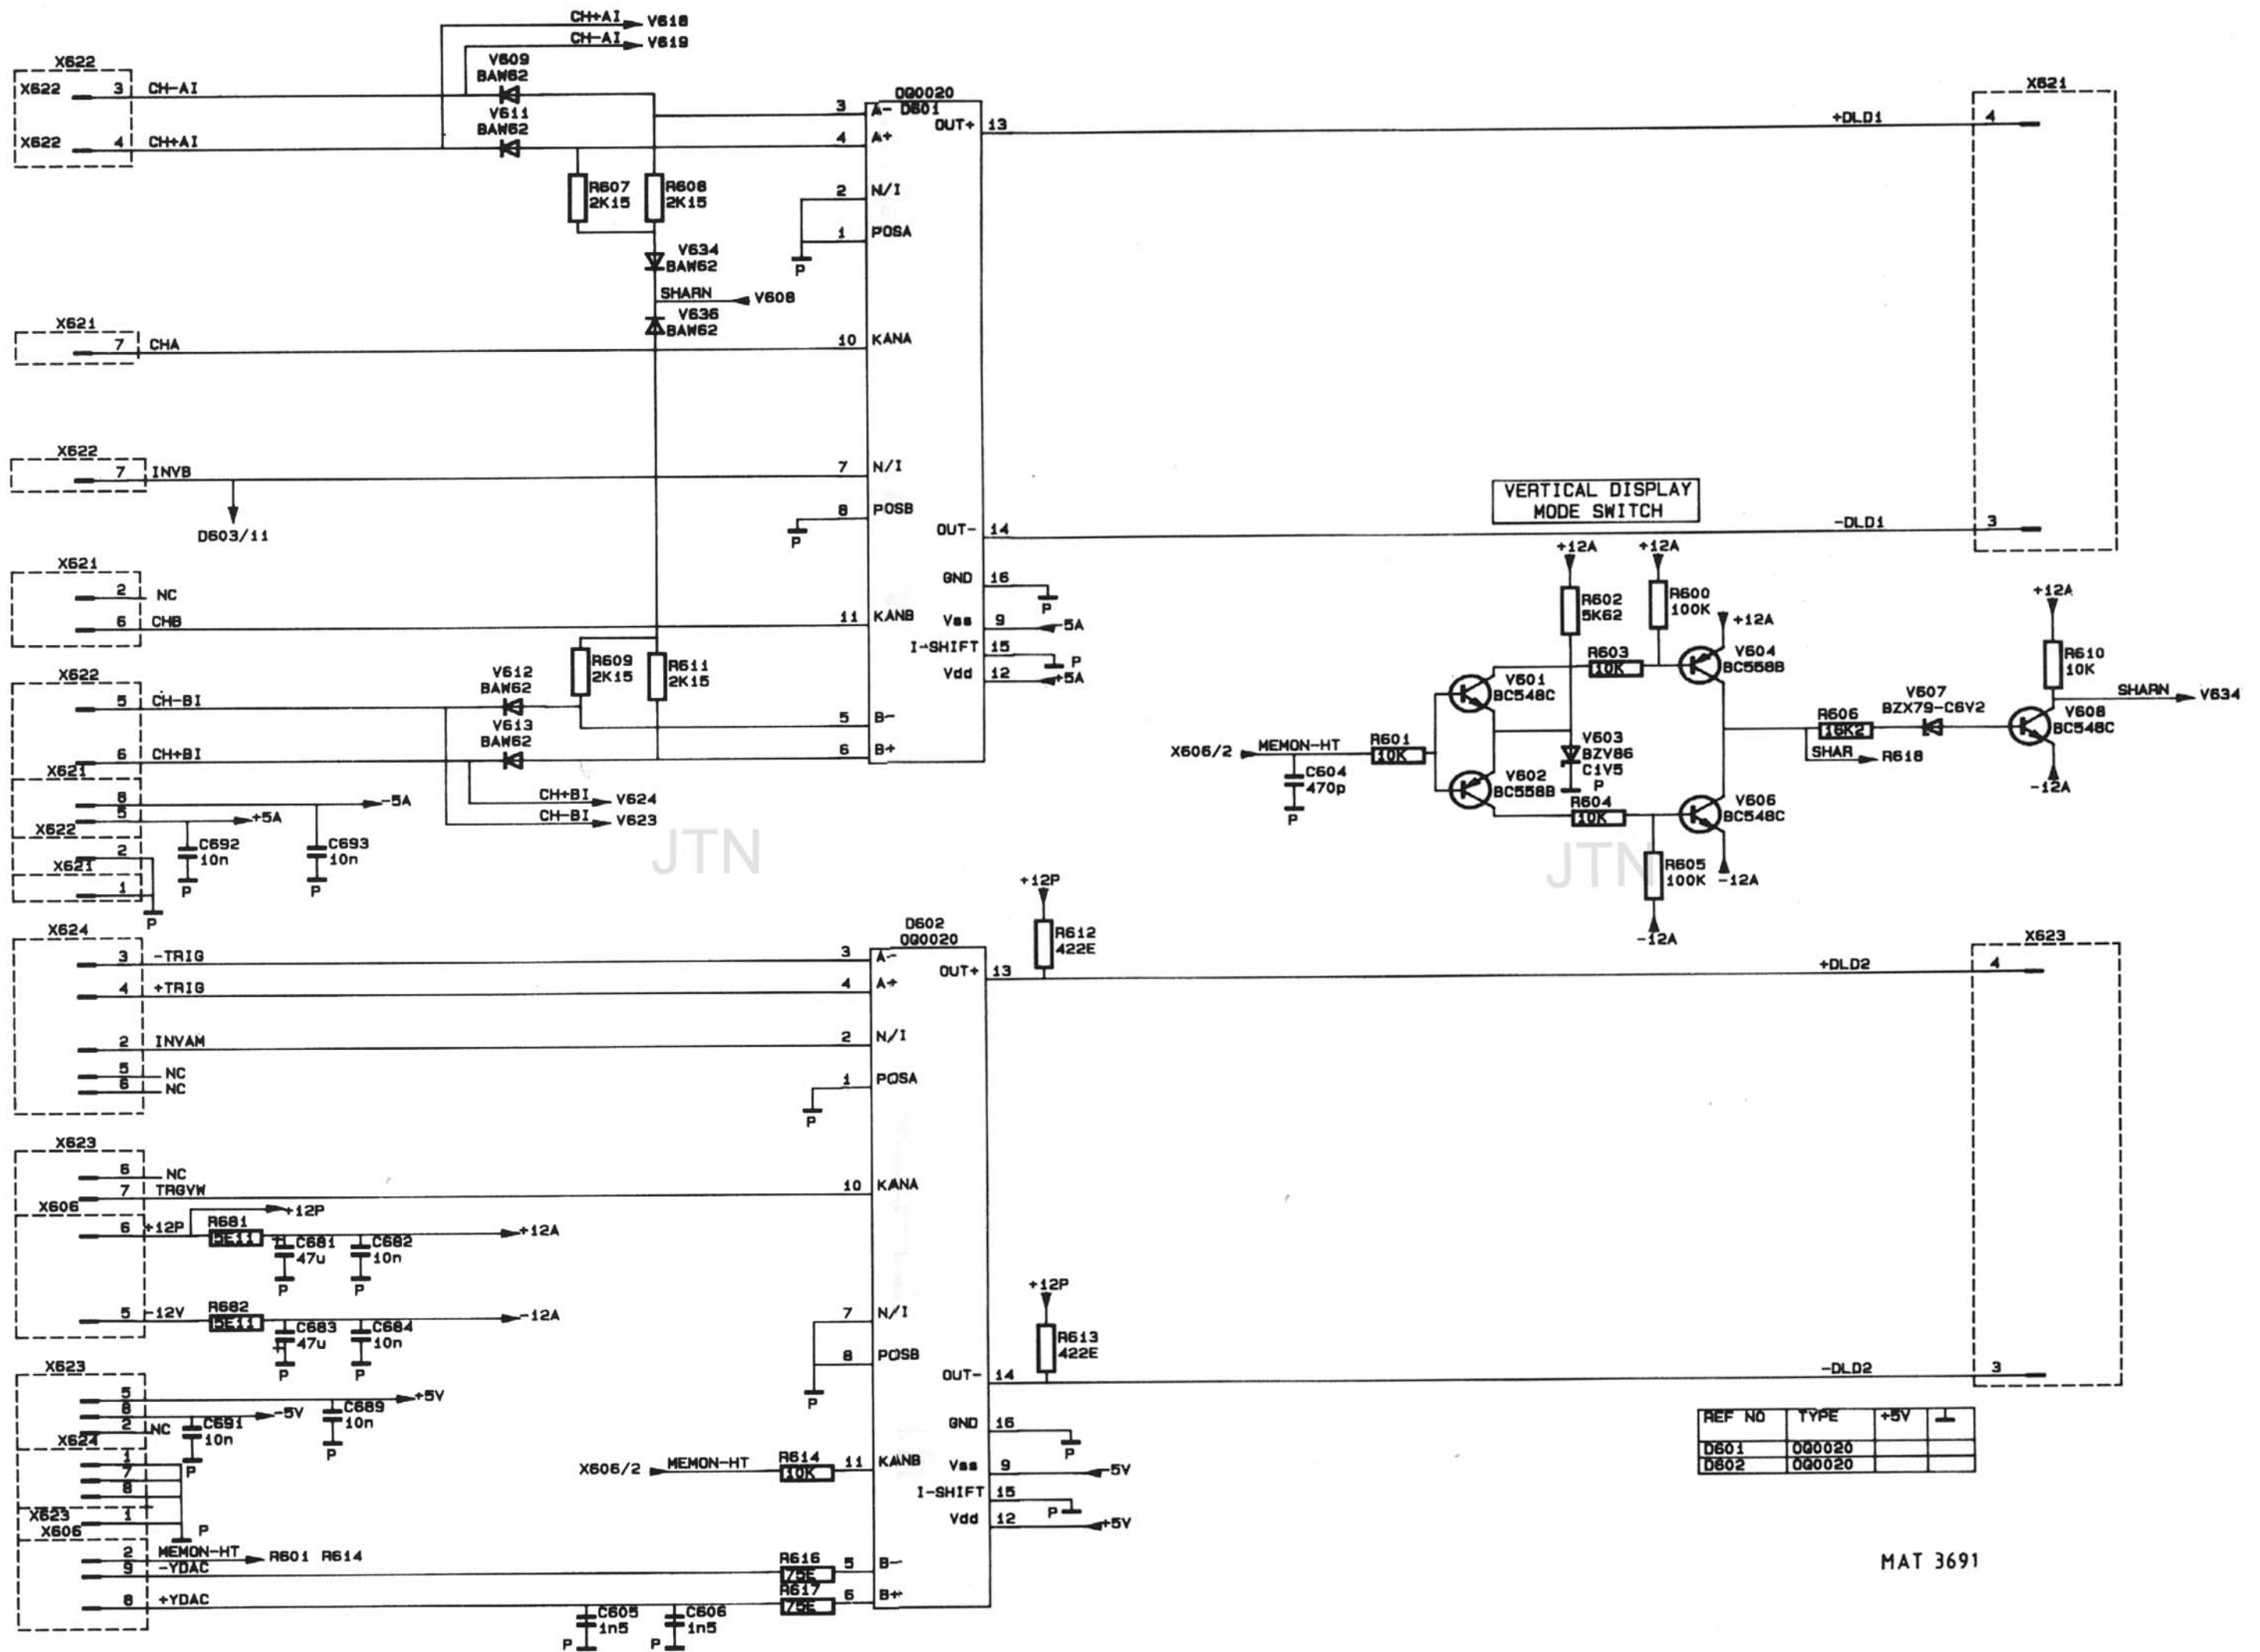 CH+AI V618
CH-AI V619
X622
X622 3 CH-AI
V609
BAW62
V611
BAW62
X622 4 CH+AI
OQ0020
D601
3 A-
4 A+
OUT+ 13
+DLD1
X621
4
R607
2K15
R608
2K15
2 N/I
1 POSA
P
V634
BAW62
SHARN V608
V636
BAW62
X621
7 CHA
10 KANA
X622
7 INVB
D603/11
7 N/I
8 POSB
P
OUT- 14
-DLD1
3
VERTICAL DISPLAY
MODE SWITCH
X621
2 NC
6 CHB
11 KANB
GND 16
P
Vss 9
-5A
I-SHIFT 15
P
Vdd 12
+5A
R609
2K15
R611
2K15
X622
5 CH-BI
V612
BAW62
V613
BAW62
6 CH+BI
5 B-
6 B+
CH+BI V624
CH-BI V623
X621
8
-5A
5
+5A
X622
2
X621
1
P
C692
10n
P
C693
10n
P
JTN
+12A
+12A
R602
5K62
R600
100K
+12A
R603
10K
V604
BC558B
V601
BC548C
X606/2 MEMON-HT
R601
10K
C604
470p
P
V603
BZV86
C1V5
P
V602
BC558B
R604
10K
V606
BC548C
R605
100K
-12A
-12A
JTN
R606
16K2
SHAR R618
V607
BZX79-C6V2
+12A
R610
10K
SHARN V634
V608
BC548C
-12A
X624
3 -TRIG
4 +TRIG
2 INVAM
5 NC
6 NC
D602
OQ0020
3 A-
4 A+
2 N/I
1 POSA
P
OUT+ 13
+12P
R612
422E
+DLD2
X623
4
X623
6 NC
7 TRGVW
10 KANA
X606
6 +12P
+12P
R681
5E11
+12A
C681
47u
P
C682
10n
P
5 -12V
R682
5E11
-12A
C683
47u
P
C684
10n
P
7 N/I
8 POSB
P
+12P
R613
422E
OUT- 14
-DLD2
3
X623
5
+5V
8
-5V
2 NC
C691
10n
P
C689
10n
P
X624
1
7
8
X623
1
P
X606/2 MEMON-HT
R614
10K
11 KANB
GND 16
P
Vss 9
-5V
I-SHIFT 15
P
Vdd 12
+5V
X606
2 MEMON-HT R601 R614
9 -YDAC
8 +YDAC
R616
75E
5 B-
R617
75E
6 B+
C605
1n5
P
C606
1n5
P
REF NO TYPE +5V
D601 OQ0020
D602 OQ0020
MAT 3691